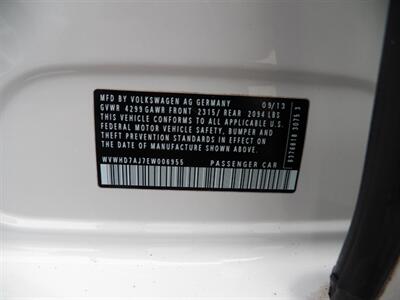 MFD BY VOLKSWAGEN AG GERMANY 09/13
GVWR 4299 GAWR FRONT 2315/ REAR 2094 LBS
THIS VEHICLE CONFORMS TO ALL APPLICABLE U.S.
FEDERAL MOTOR VEHICLE SAFETY, BUMPER AND
THEFT PREVENTION STANDARDS IN EFFECT ON THE
DATE OF MANUFACTURE SHOWN ABOVE.
WVWHD7AJ7EW006955 PASSENGER CAR